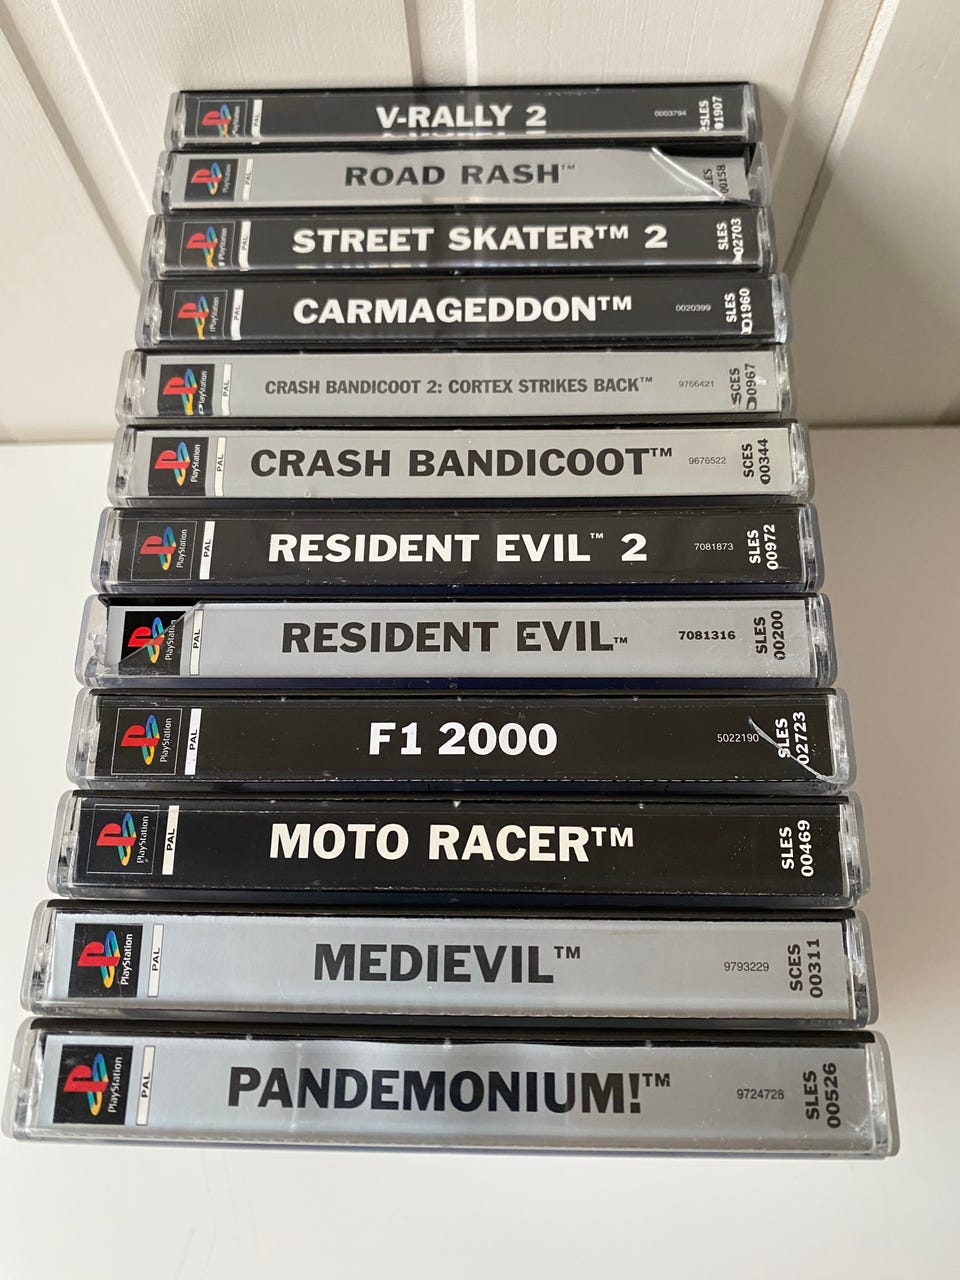 PlayStation PAL V-RALLY 2 0003794 SLES 01907
PlayStation PAL ROAD RASH™ SLES 00158
PlayStation PAL STREET SKATER™ 2 SLES 02703
PlayStation PAL CARMAGEDDON™ 0020399 SLES 01960
PlayStation PAL CRASH BANDICOOT 2: CORTEX STRIKES BACK™ 9766421 SCES 00967
PlayStation PAL CRASH BANDICOOT™ 9676522 SCES 00344
PlayStation PAL RESIDENT EVIL™ 2 7081873 SLES 00972
PlayStation PAL RESIDENT EVIL™ 7081316 SLES 00200
PlayStation PAL F1 2000 5022190 SLES 02723
PlayStation PAL MOTO RACER™ SLES 00469
PlayStation PAL MEDIEVIL™ 9793229 SCES 00311
PlayStation PAL PANDEMONIUM!™ 9724728 SLES 00526